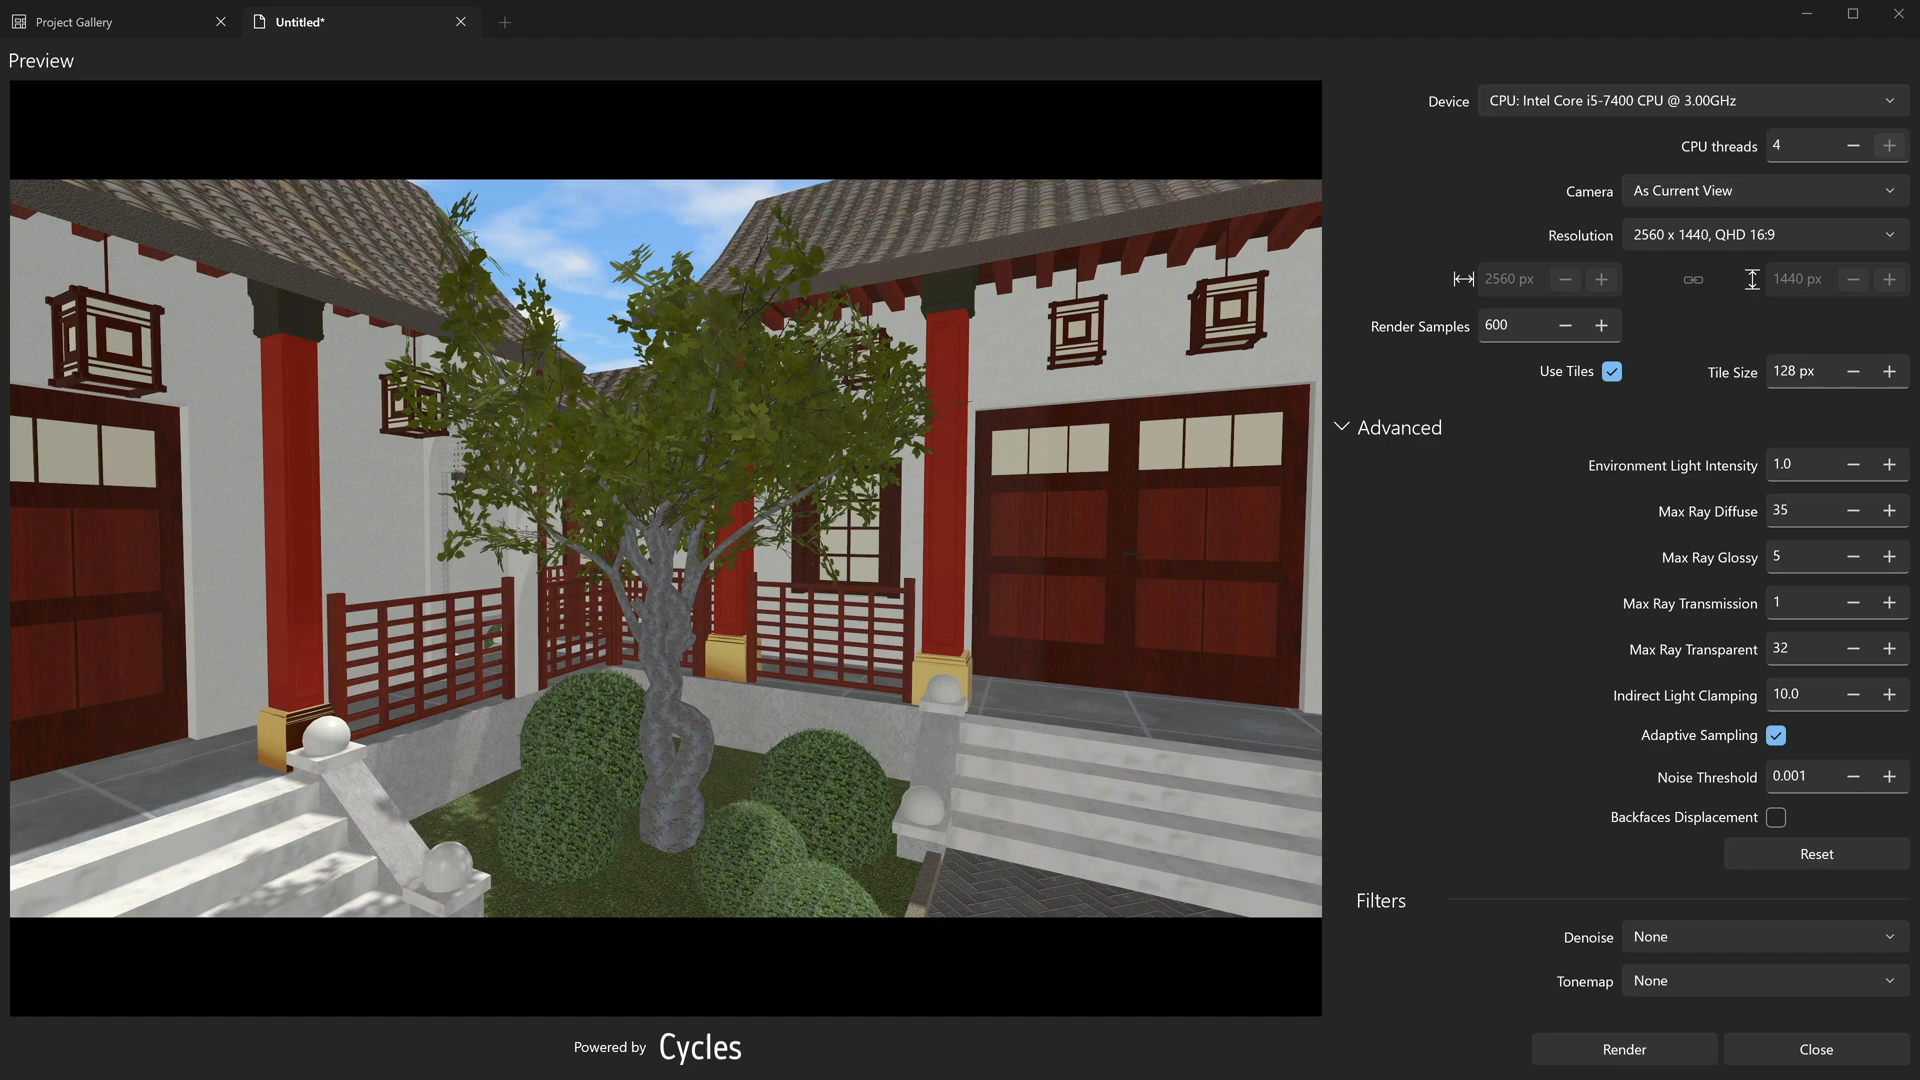 Project Gallery
Untitled*
Preview
Device CPU: Intel Core i5-7400 CPU @ 3.00GHz
CPU threads 4
Camera As Current View
Resolution 2560 x 1440, QHD 16:9
2560 px 1440 px
Render Samples 600
Use Tiles Tile Size 128 px
Advanced
Environment Light Intensity 1.0
Max Ray Diffuse 35
Max Ray Glossy 5
Max Ray Transmission 1
Max Ray Transparent 32
Indirect Light Clamping 10.0
Adaptive Sampling
Noise Threshold 0.001
Backfaces Displacement
Reset
Filters
Denoise None
Tonemap None
Powered by Cycles
Render Close